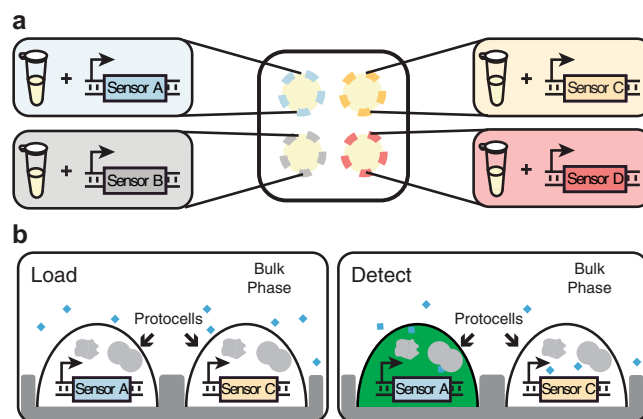 a
+ Sensor A
+ Sensor C
+ Sensor B
+ Sensor D
b
Load
Bulk
Phase
Protocells
Sensor A
Sensor C
Detect
Bulk
Phase
Protocells
Sensor A
Sensor C